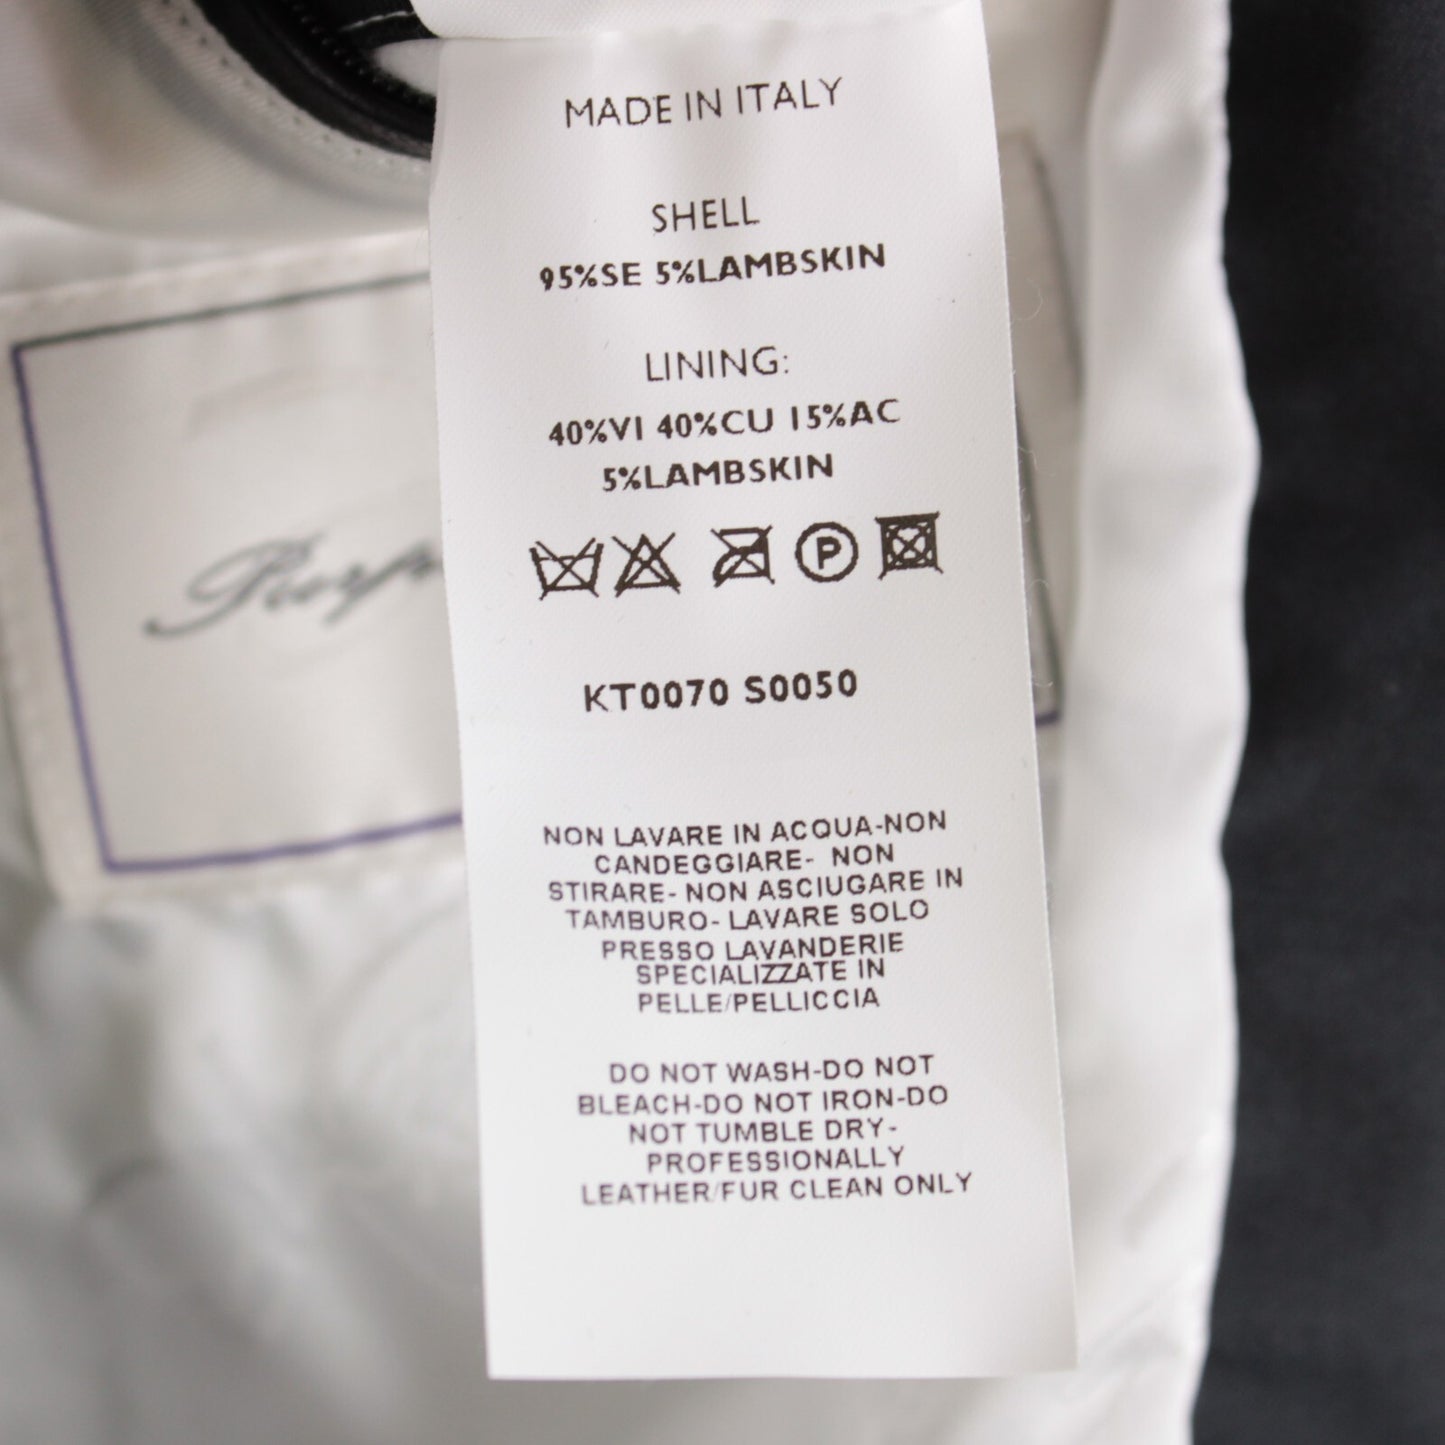 MADE IN ITALY
SHELL
95%SE 5%LAMBSKIN
LINING:
40%VI 40%CU 15%AC
5%LAMBSKIN
P
KT0070 S0050
NON LAVARE IN ACQUA-NON
CANDEGGIARE- NON
STIRARE- NON ASCIUGARE IN
TAMBURO- LAVARE SOLO
PRESSO LAVANDERIE
SPECIALIZZATE IN
PELLE/PELLICCIA
DO NOT WASH-DO NOT
BLEACH-DO NOT IRON-DO
NOT TUMBLE DRY-
PROFESSIONALLY
LEATHER/FUR CLEAN ONLY